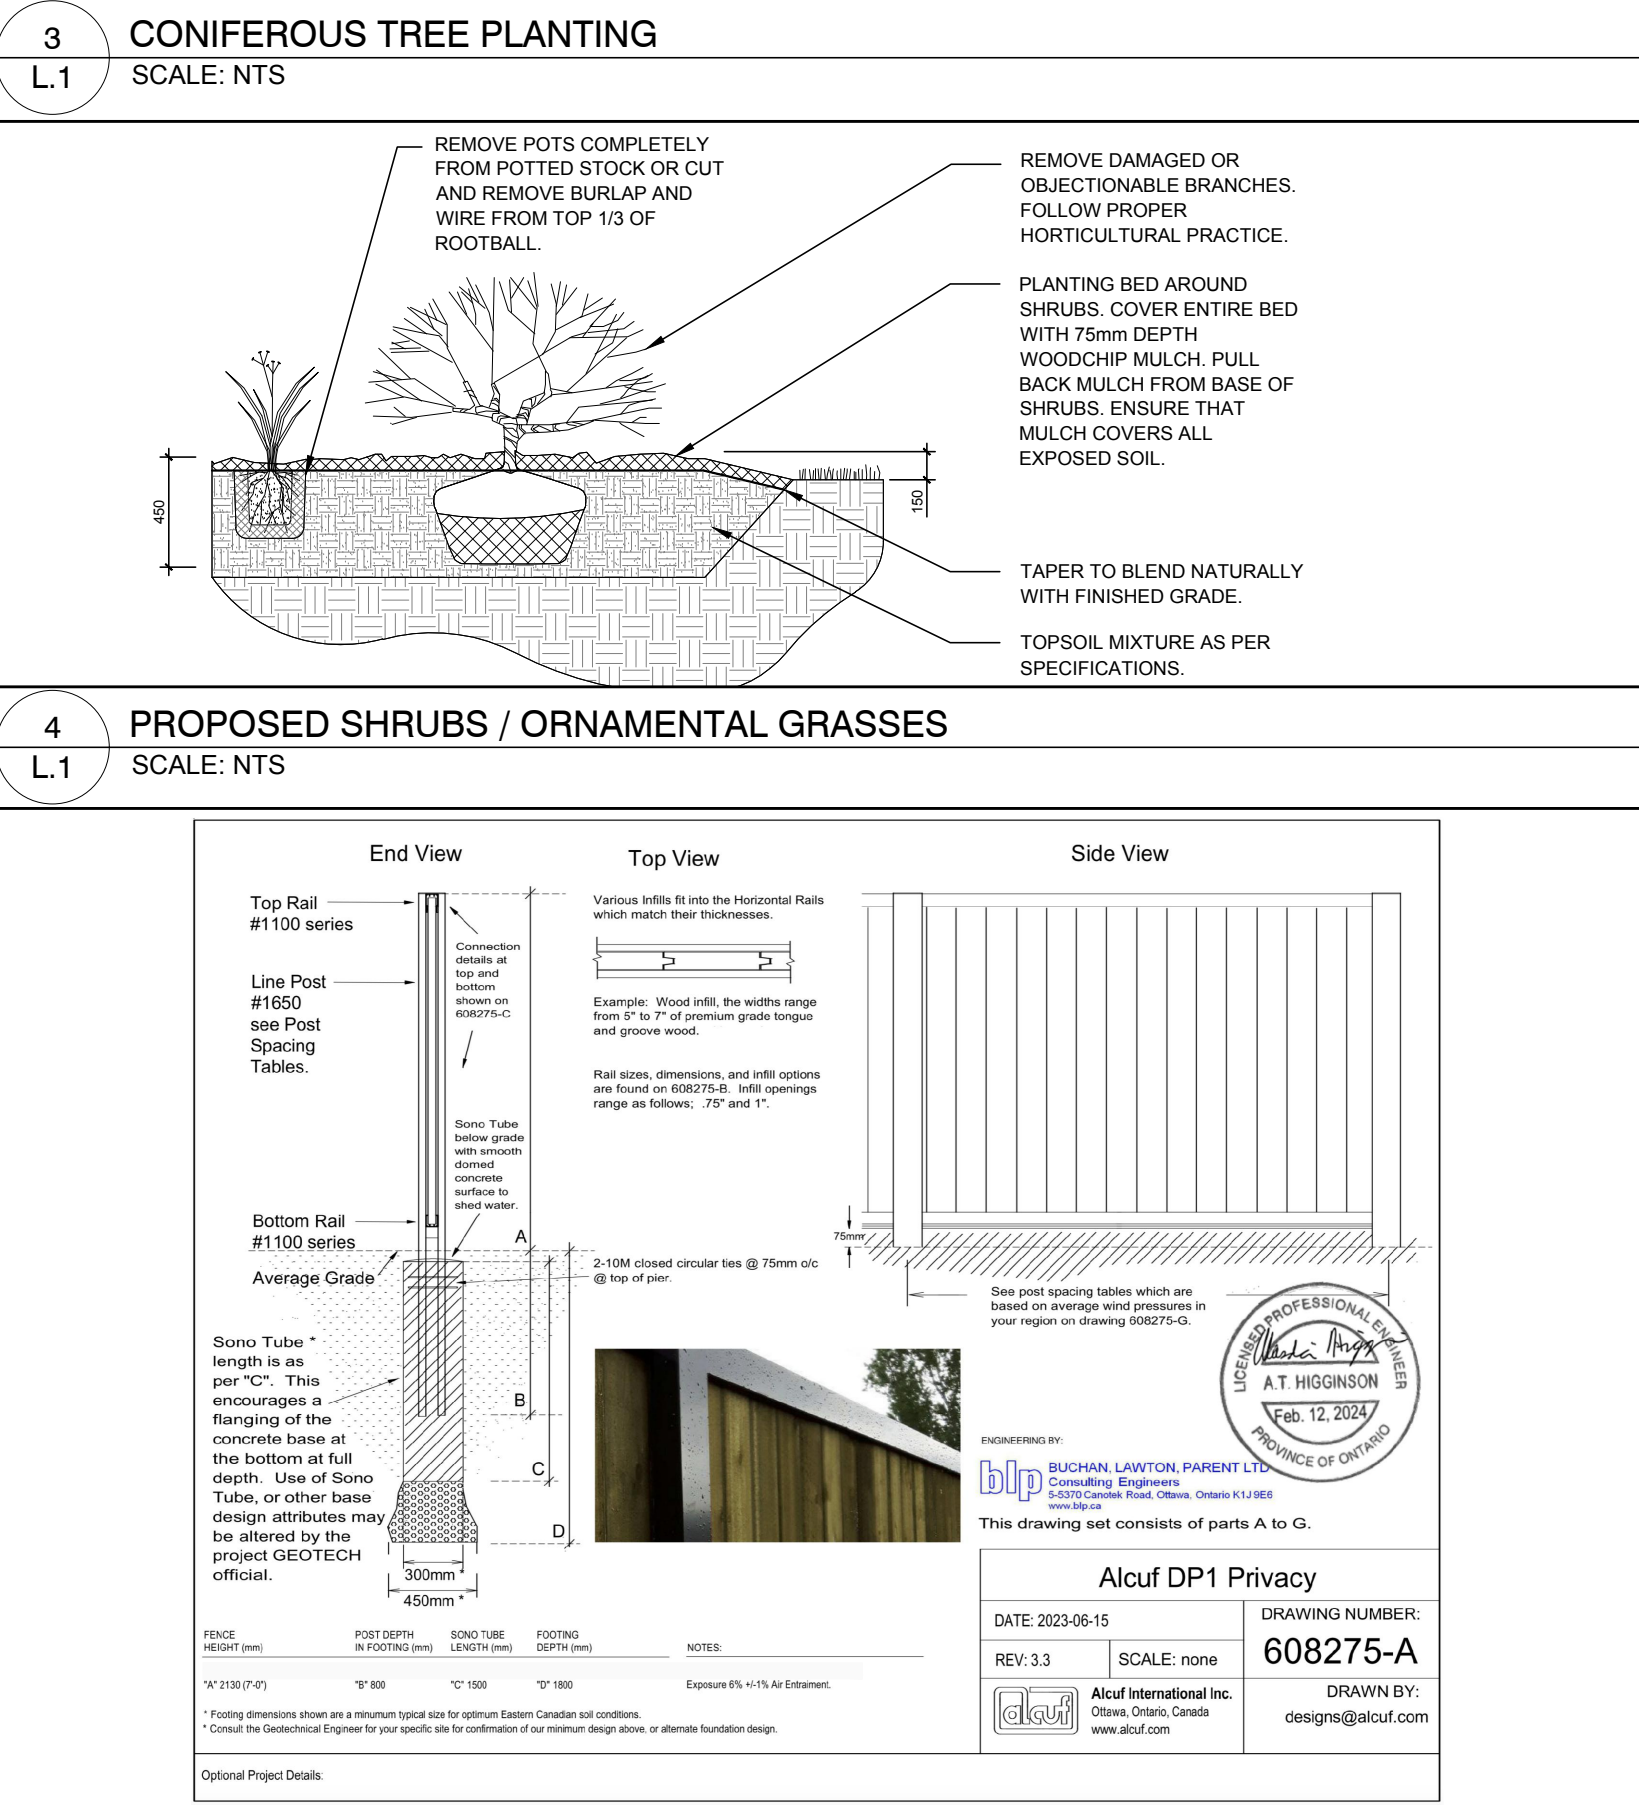 3
L.1
CONIFEROUS TREE PLANTING
SCALE: NTS
REMOVE POTS COMPLETELY
FROM POTTED STOCK OR CUT
AND REMOVE BURLAP AND
WIRE FROM TOP 1/3 OF
ROOTBALL.
REMOVE DAMAGED OR
OBJECTIONABLE BRANCHES.
FOLLOW PROPER
HORTICULTURAL PRACTICE.
PLANTING BED AROUND
SHRUBS. COVER ENTIRE BED
WITH 75mm DEPTH
WOODCHIP MULCH. PULL
BACK MULCH FROM BASE OF
SHRUBS. ENSURE THAT
MULCH COVERS ALL
EXPOSED SOIL.
450
150
TAPER TO BLEND NATURALLY
WITH FINISHED GRADE.
TOPSOIL MIXTURE AS PER
SPECIFICATIONS.
4
L.1
PROPOSED SHRUBS / ORNAMENTAL GRASSES
SCALE: NTS
End View
Top Rail
#1100 series
Line Post
#1650
see Post
Spacing
Tables.
Connection
details at
top and
bottom
shown on
608275-C
Sono Tube
below grade
with smooth
domed
concrete
surface to
shed water.
Bottom Rail
#1100 series
Average Grade
A
B
C
D
Sono Tube *
length is as
per "C". This
encourages a
flanging of the
concrete base at
the bottom at full
depth. Use of Sono
Tube, or other base
design attributes may
be altered by the
project GEOTECH
official.
300mm *
450mm *
Top View
Various Infills fit into the Horizontal Rails
which match their thicknesses.
Example: Wood infill, the widths range
from 5" to 7" of premium grade tongue
and groove wood.
Rail sizes, dimensions, and infill options
are found on 608275-B. Infill openings
range as follows; .75" and 1".
2-10M closed circular ties @ 75mm o/c
@ top of pier.
Side View
75mm
See post spacing tables which are
based on average wind pressures in
your region on drawing 608275-G.
LICENSED PROFESSIONAL ENGINEER
A.T. HIGGINSON
Feb. 12, 2024
PROVINCE OF ONTARIO
ENGINEERING BY:
blp
BUCHAN, LAWTON, PARENT LTD
Consulting Engineers
5-5370 Canotek Road, Ottawa, Ontario K1J 9E6
www.blp.ca
This drawing set consists of parts A to G.
Alcuf DP1 Privacy
DATE: 2023-06-15
REV: 3.3
SCALE: none
DRAWING NUMBER:
608275-A
alcuf
Alcuf International Inc.
Ottawa, Ontario, Canada
www.alcuf.com
DRAWN BY:
designs@alcuf.com
FENCE
HEIGHT (mm)
POST DEPTH
IN FOOTING (mm)
SONO TUBE
LENGTH (mm)
FOOTING
DEPTH (mm)
NOTES:
"A" 2130 (7'-0")
"B" 800
"C" 1500
"D" 1800
Exposure 6% +/-1% Air Entraiment.
* Footing dimensions shown are a minumum typical size for optimum Eastern Canadian soil conditions.
* Consult the Geotechnical Engineer for your specific site for confirmation of our minimum design above, or alternate foundation design.
Optional Project Details: